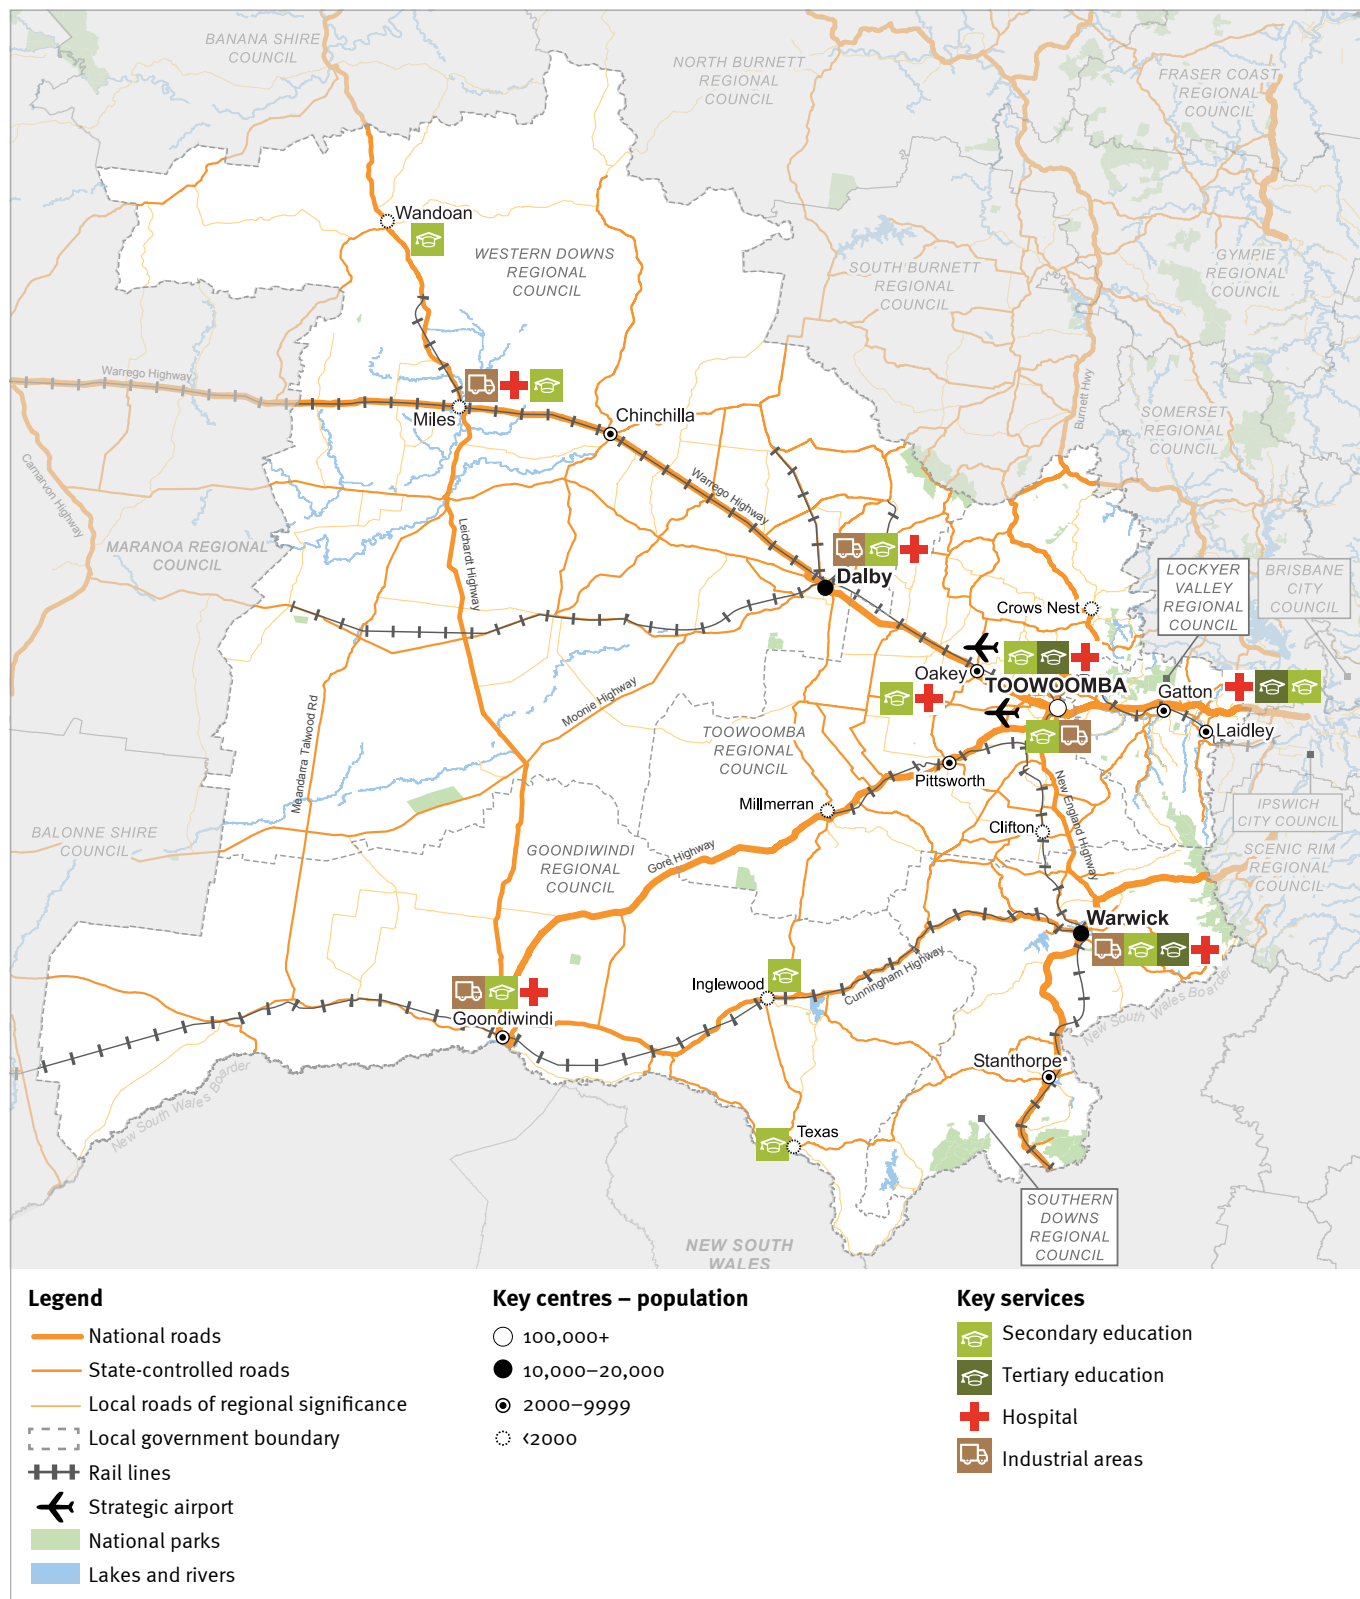 BANANA SHIRE
COUNCIL
NORTH BURNETT
REGIONAL
COUNCIL
FRASER COAST
REGIONAL
COUNCIL
Wandoan
WESTERN DOWNS
REGIONAL
COUNCIL
SOUTH BURNETT
REGIONAL
COUNCIL
GYMPIE
REGIONAL
COUNCIL
Warrego Highway
Burnett Hwy
Miles
Chinchilla
SOMERSET
REGIONAL
COUNCIL
Carnarvon Highway
Warrego Highway
Leichardt Highway
MARANOA REGIONAL
COUNCIL
Dalby
LOCKYER
VALLEY
REGIONAL
COUNCIL
BRISBANE
CITY
COUNCIL
Crows Nest
Oakey
TOOWOOMBA
Gatton
Laidley
Meandarra Talwood Rd
Moonie Highway
TOOWOOMBA
REGIONAL
COUNCIL
Pittsworth
New England Highway
Millmerran
Clifton
IPSWICH
CITY COUNCIL
BALONNE SHIRE
COUNCIL
GOONDIWINDI
REGIONAL
COUNCIL
Gore Highway
SCENIC RIM
REGIONAL
COUNCIL
Warwick
Inglewood
Cunningham Highway
New South Wales Boarder
Goondiwindi
Stanthorpe
New South Wales Boarder
Texas
SOUTHERN
DOWNS
REGIONAL
COUNCIL
NEW SOUTH
WALES
Legend
National roads
State-controlled roads
Local roads of regional significance
Local government boundary
Rail lines
Strategic airport
National parks
Lakes and rivers
Key centres – population
100,000+
10,000–20,000
2000–9999
<2000
Key services
Secondary education
Tertiary education
Hospital
Industrial areas